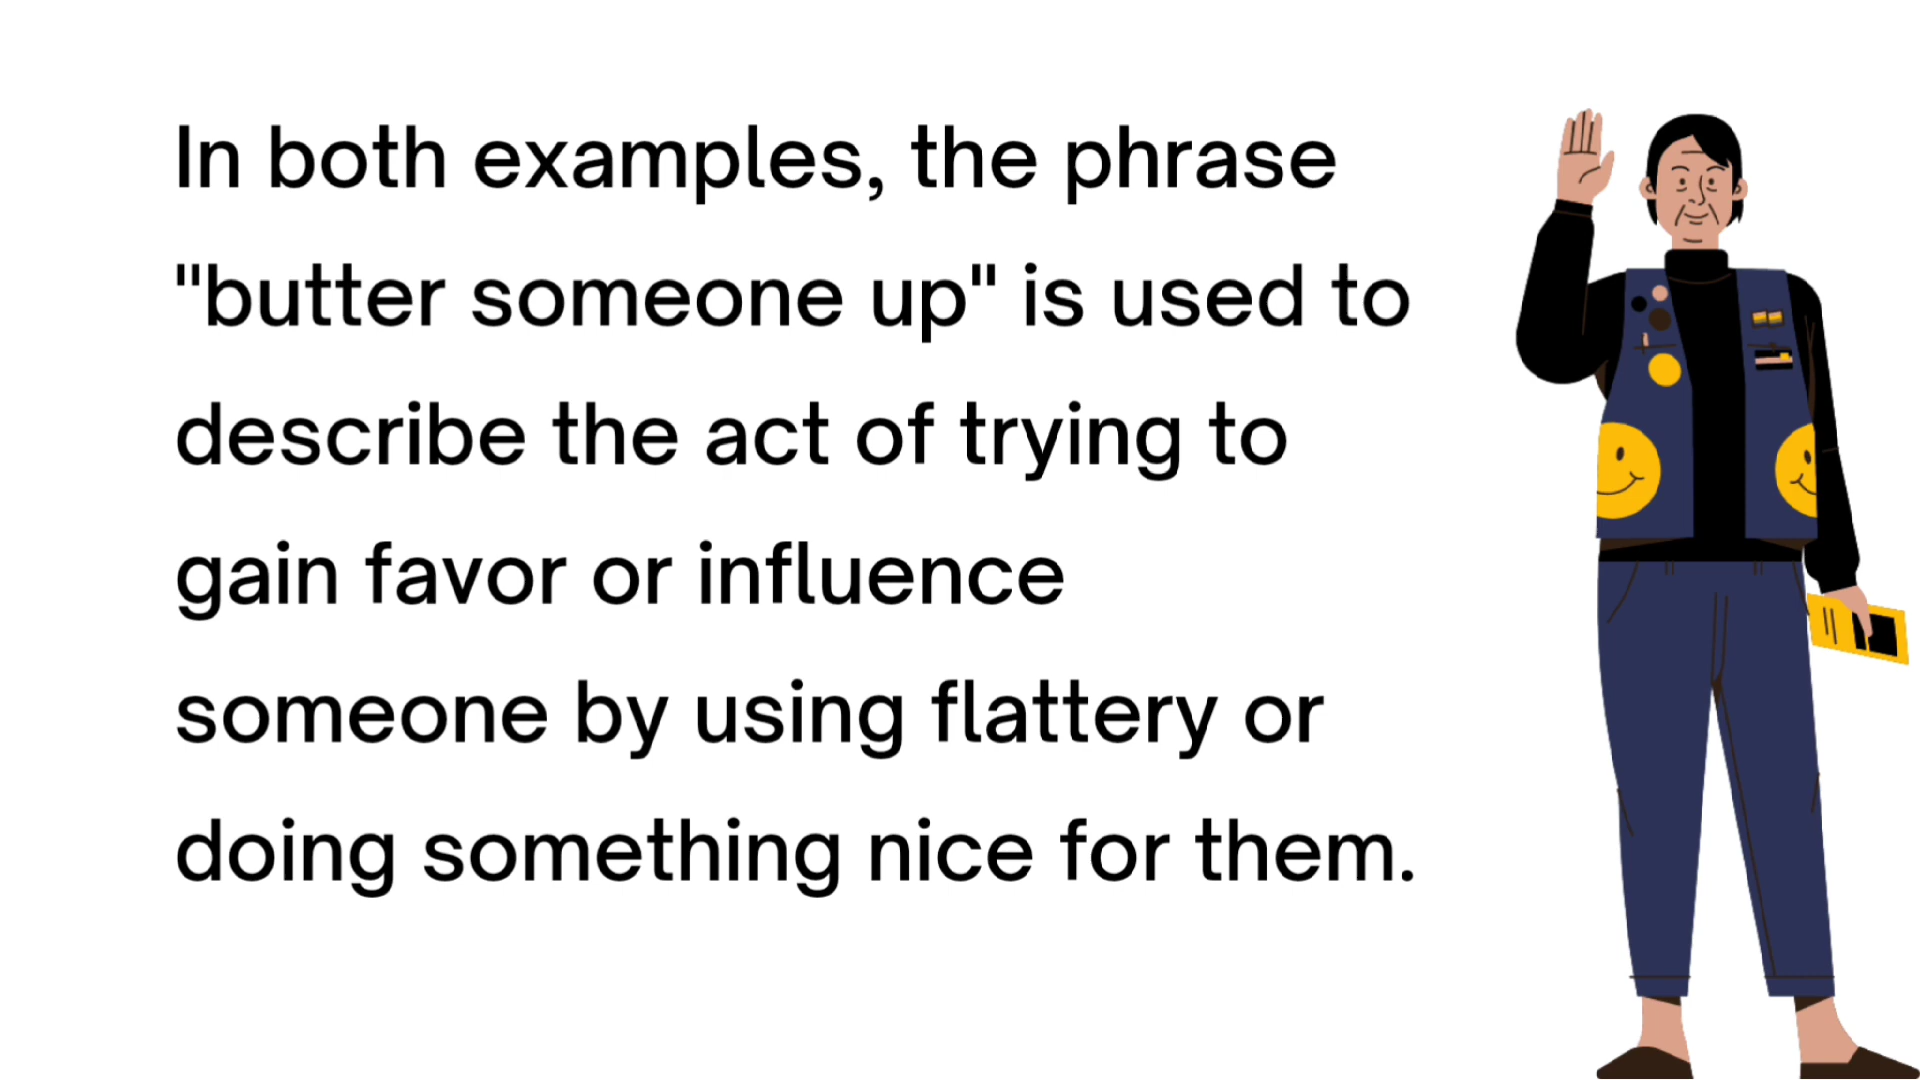 In both examples, the phrase
"butter someone up" is used to
describe the act of trying to
gain favor or influence
someone by using flattery or
doing something nice for them.